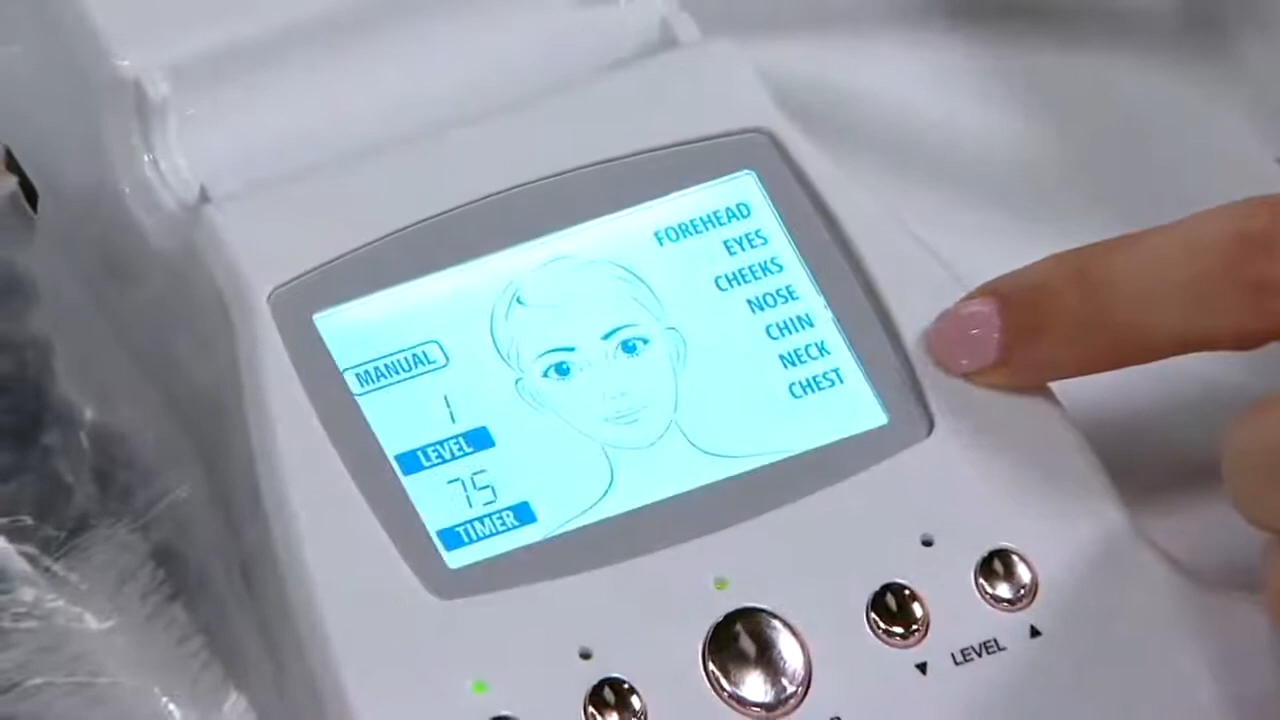 FOREHEAD
EYES
CHEEKS
NOSE
CHIN
NECK
CHEST
MANUAL
1
LEVEL
75
TIMER
▼ LEVEL ▲